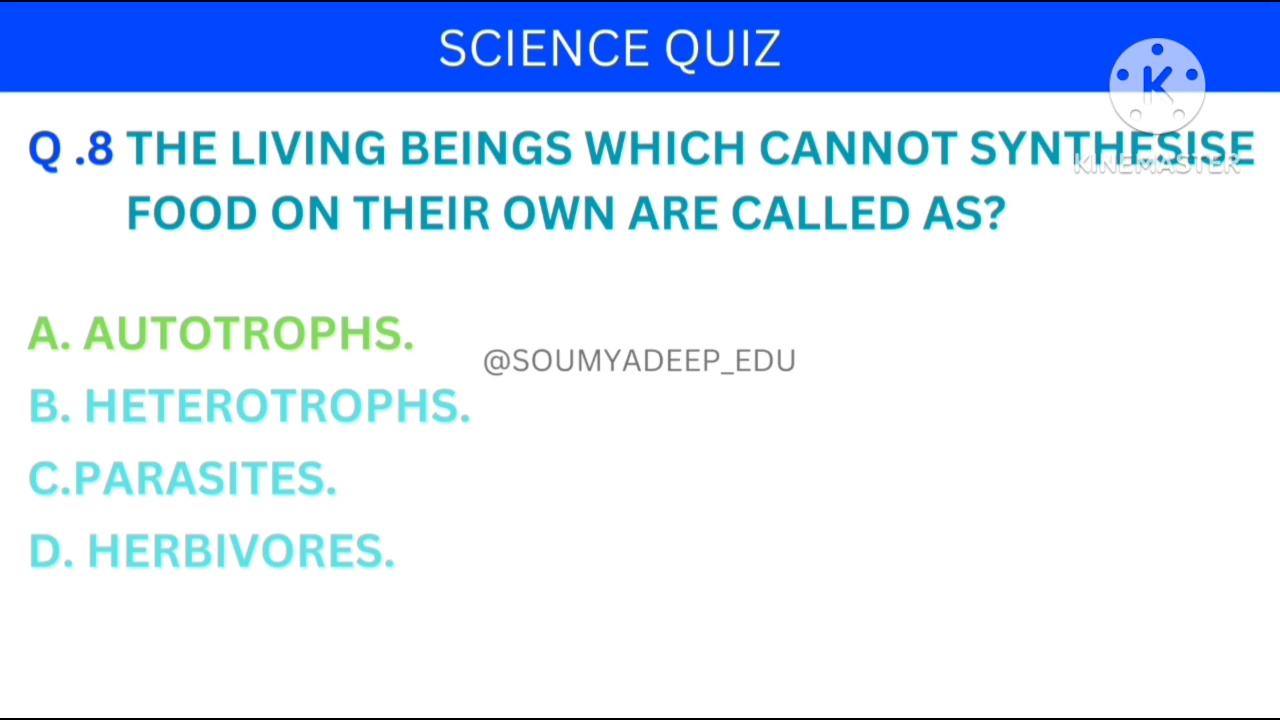 SCIENCE QUIZ
K
KINEMASTER
Q .8 THE LIVING BEINGS WHICH CANNOT SYNTHESISE
FOOD ON THEIR OWN ARE CALLED AS?
A. AUTOTROPHS.
@SOUMYADEEP_EDU
B. HETEROTROPHS.
C.PARASITES.
D. HERBIVORES.